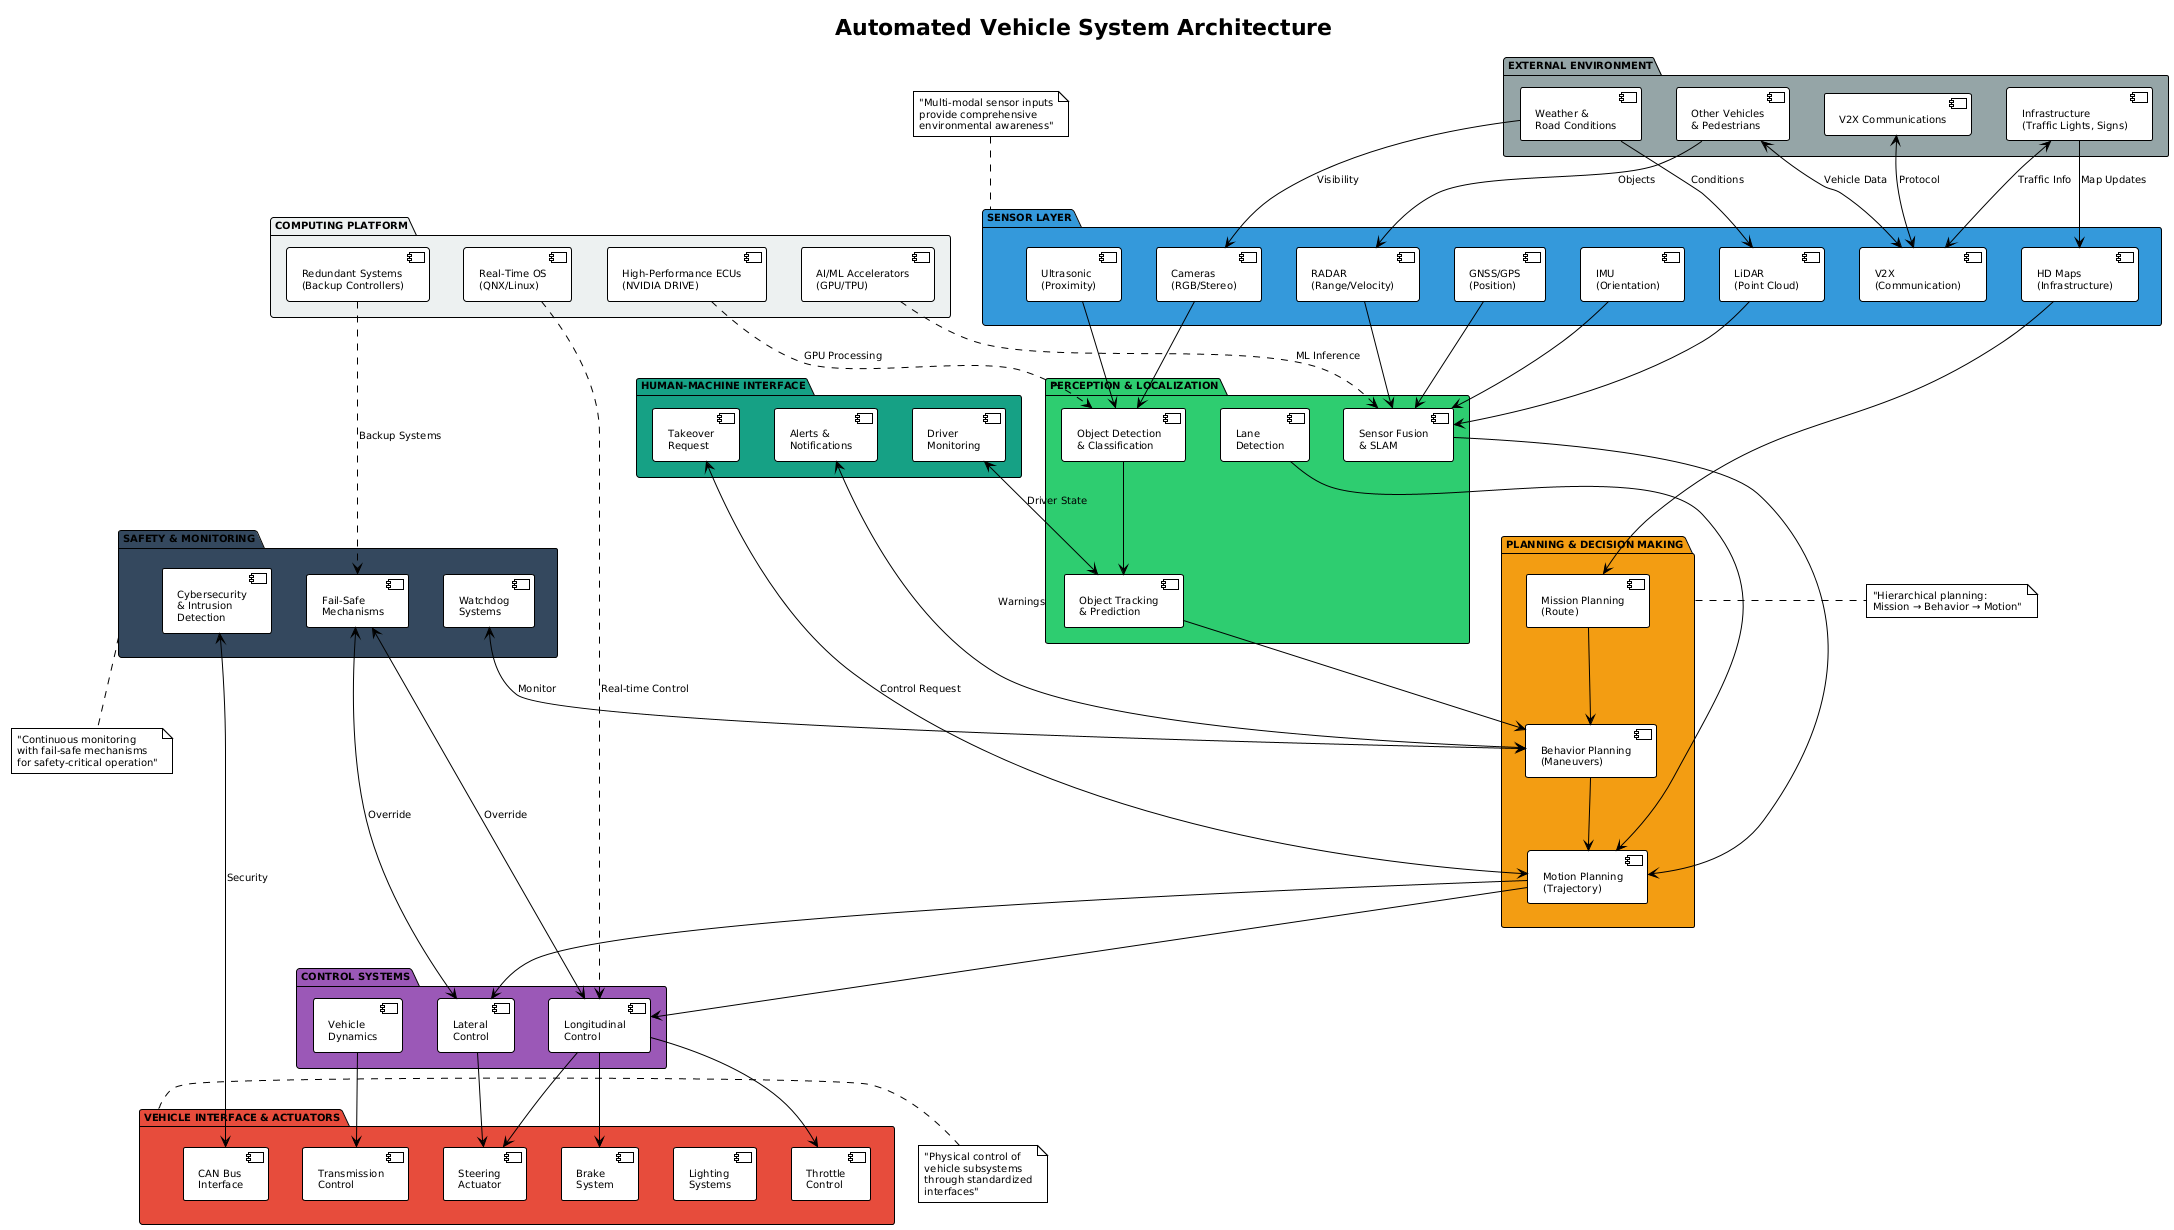 Automated Vehicle System Architecture
EXTERNAL ENVIRONMENT
Weather &
Road Conditions
Other Vehicles
& Pedestrians
V2X Communications
Infrastructure
(Traffic Lights, Signs)
"Multi-modal sensor inputs
provide comprehensive
environmental awareness"
Visibility
Objects
Conditions
Vehicle Data
Protocol
Traffic Info
Map Updates
COMPUTING PLATFORM
Redundant Systems
(Backup Controllers)
Real-Time OS
(QNX/Linux)
High-Performance ECUs
(NVIDIA DRIVE)
AI/ML Accelerators
(GPU/TPU)
SENSOR LAYER
Ultrasonic
(Proximity)
Cameras
(RGB/Stereo)
RADAR
(Range/Velocity)
GNSS/GPS
(Position)
IMU
(Orientation)
LiDAR
(Point Cloud)
V2X
(Communication)
HD Maps
(Infrastructure)
GPU Processing
ML Inference
HUMAN-MACHINE INTERFACE
Takeover
Request
Alerts &
Notifications
Driver
Monitoring
PERCEPTION & LOCALIZATION
Object Detection
& Classification
Lane
Detection
Sensor Fusion
& SLAM
Backup Systems
Driver State
SAFETY & MONITORING
Cybersecurity
& Intrusion
Detection
Fail-Safe
Mechanisms
Watchdog
Systems
Warnings
Object Tracking
& Prediction
PLANNING & DECISION MAKING
Mission Planning
(Route)
"Hierarchical planning:
Mission → Behavior → Motion"
Monitor
Real-time Control
Control Request
"Continuous monitoring
with fail-safe mechanisms
for safety-critical operation"
Behavior Planning
(Maneuvers)
Override
Override
Security
Motion Planning
(Trajectory)
CONTROL SYSTEMS
Vehicle
Dynamics
Lateral
Control
Longitudinal
Control
VEHICLE INTERFACE & ACTUATORS
CAN Bus
Interface
Transmission
Control
Steering
Actuator
Brake
System
Lighting
Systems
Throttle
Control
"Physical control of
vehicle subsystems
through standardized
interfaces"